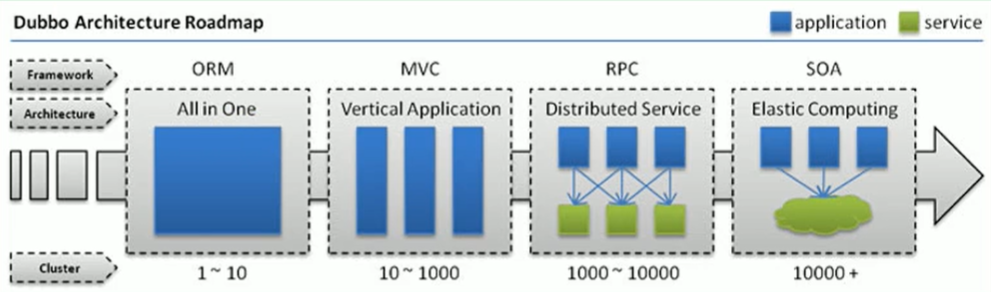 Dubbo Architecture Roadmap
application
service
Framework
ORM
MVC
RPC
SOA
Architecture
All in One
Vertical Application
Distributed Service
Elastic Computing
Cluster
1 ~ 10
10 ~ 1000
1000 ~ 10000
10000 +